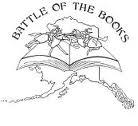 BATTLE OF THE BOOKS